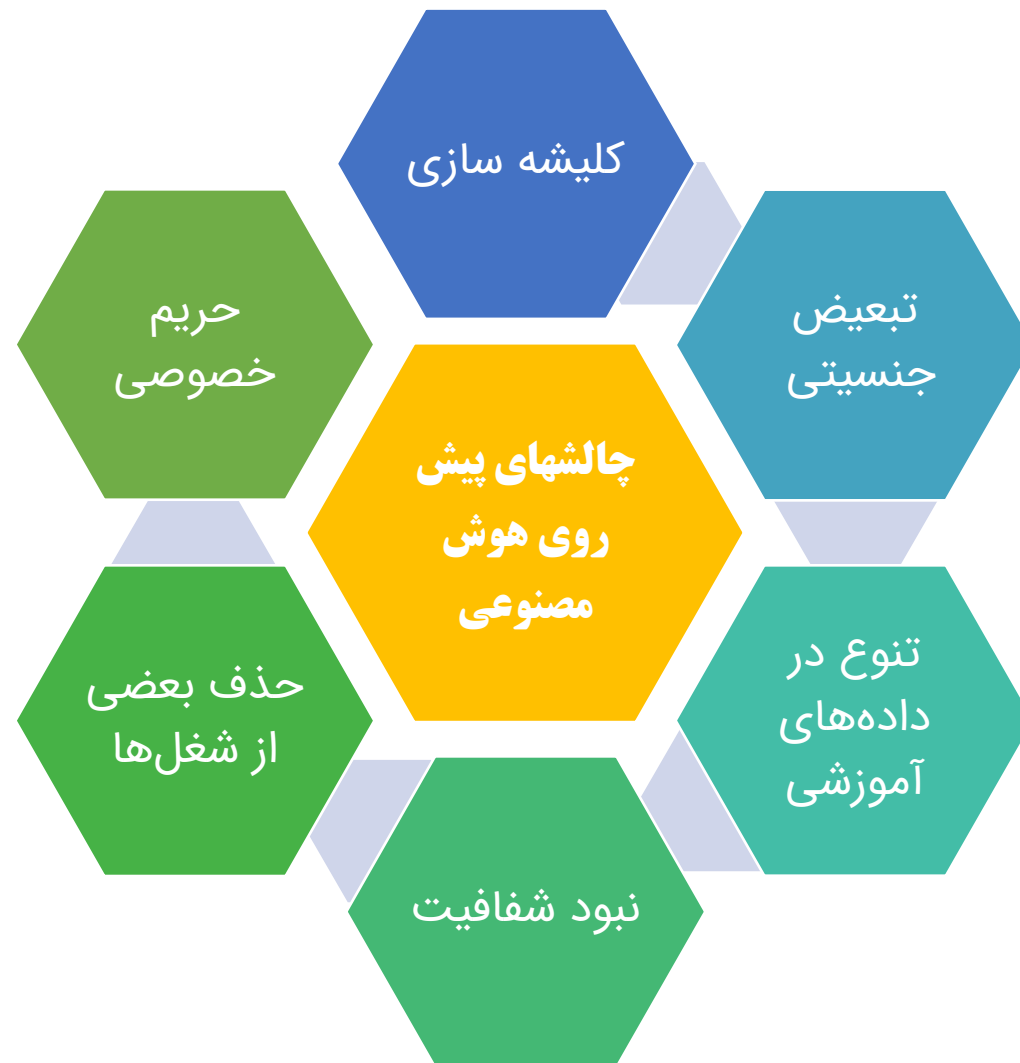 کلیشه سازی
تبعیض
جنسیتی
حریم
خصوصی
چالشهای پیش
روی هوش
مصنوعی
تنوع در
داده‌های
آموزشی
حذف بعضی
از شغل‌ها
نبود شفافیت